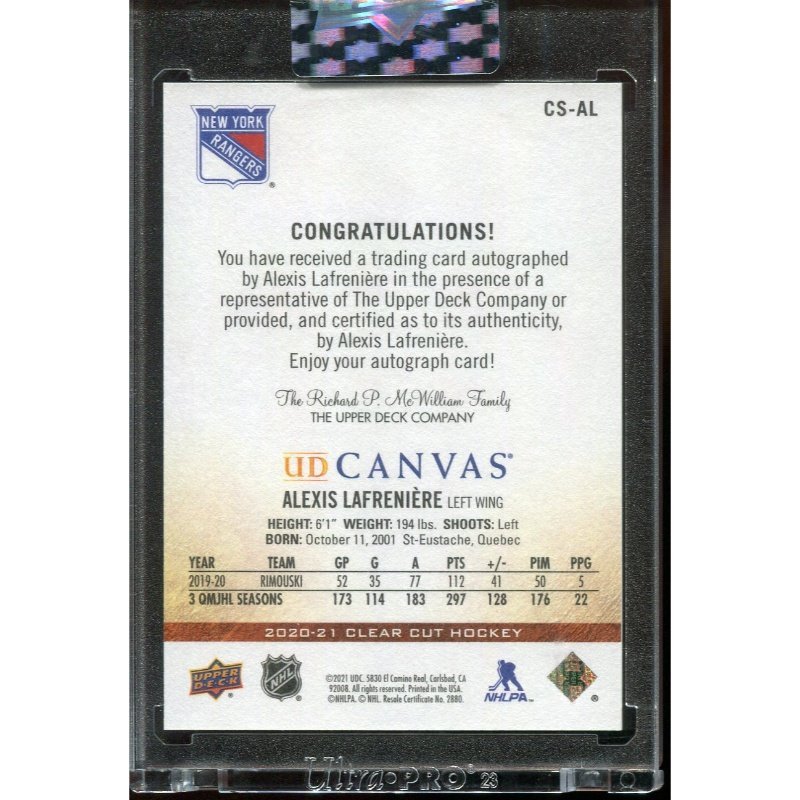 CS-AL
NEW YORK
RANGERS
®
CONGRATULATIONS!
You have received a trading card autographed
by Alexis Lafrenière in the presence of a
representative of The Upper Deck Company or
provided, and certified as to its authenticity,
by Alexis Lafrenière.
Enjoy your autograph card!
The Richard P. McWilliam Family
THE UPPER DECK COMPANY
UD CANVAS®
ALEXIS LAFRENIÈRE LEFT WING
HEIGHT: 6'1" WEIGHT: 194 lbs. SHOOTS: Left
BORN: October 11, 2001 St-Eustache, Quebec
YEAR TEAM GP G A PTS +/- PIM PPG
2019-20 RIMOUSKI 52 35 77 112 41 50 5
3 QMJHL SEASONS 173 114 183 297 128 176 22
2020-21 CLEAR CUT HOCKEY
UPPER DECK ®
NHL ®
©2021 UDC. 5830 El Camino Real, Carlsbad, CA
92008. All rights reserved. Printed in the USA.
©NHLPA. ©NHL Resale Certificate No. 2880.
NHLPA™
®
Ultra•PRO® 23